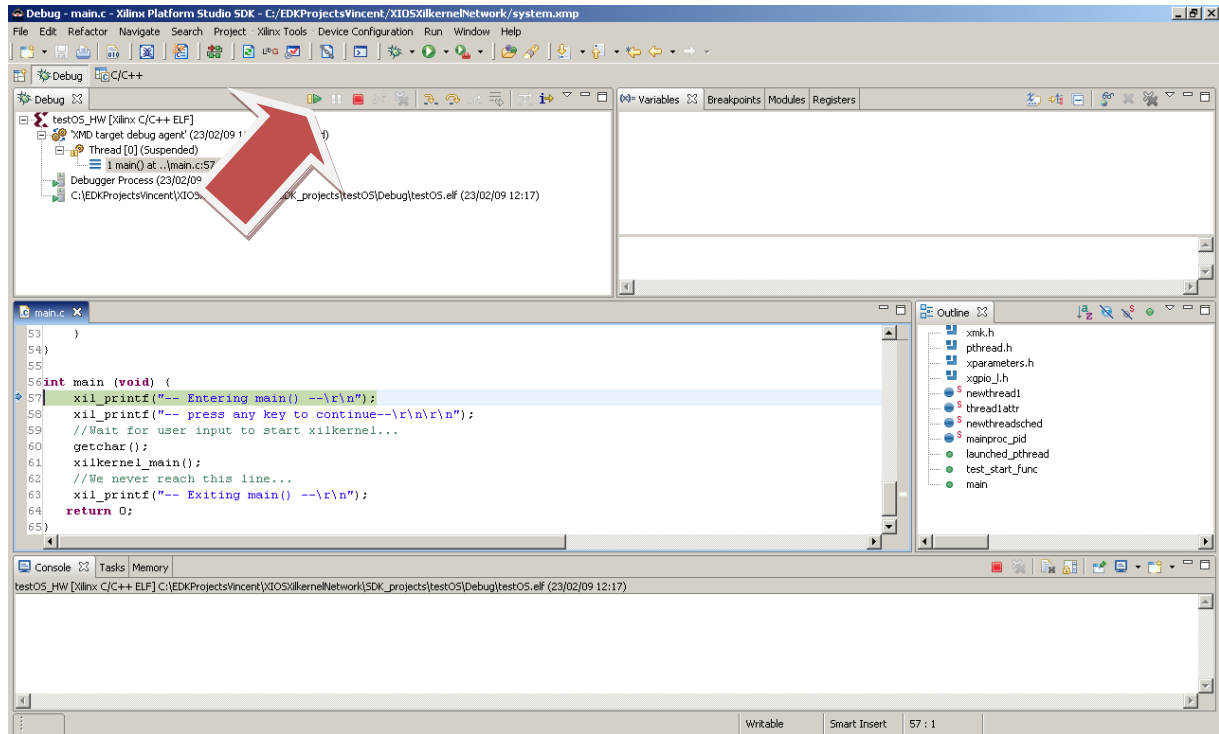 Debug - main.c - Xilinx Platform Studio SDK - C:/EDKProjectsVincent/XIOSXilkernelNetwork/system.xmp
File Edit Refactor Navigate Search Project Xilinx Tools Device Configuration Run Window Help
Debug C/C++
Debug
testOS_HW [Xilinx C/C++ ELF]
'XMD target debug agent' (23/02/09
Thread [0] (Suspended)
1 main() at ..\main.c:57
Debugger Process (23/02/09
C:\EDKProjectsVincent\XIOS SDK_projects\testOS\Debug\testOS.elf (23/02/09 12:17)
(x)= Variables Breakpoints Modules Registers
main.c
53 }
54 }
55
56 int main (void) {
57 xil_printf("-- Entering main() --\r\n");
58 xil_printf("-- press any key to continue--\r\n\r\n");
59 //Wait for user input to start xilkernel...
60 getchar();
61 xilkernel_main();
62 //We never reach this line...
63 xil_printf("-- Exiting main() --\r\n");
64 return 0;
65 }
Outline
xmk.h
pthread.h
xparameters.h
xgpio_l.h
newthread1
thread1attr
newthreadsched
mainproc_pid
launched_pthread
test_start_func
main
Console Tasks Memory
testOS_HW [Xilinx C/C++ ELF] C:\EDKProjectsVincent\XIOSXilkernelNetwork\SDK_projects\testOS\Debug\testOS.elf (23/02/09 12:17)
Writable Smart Insert 57 : 1